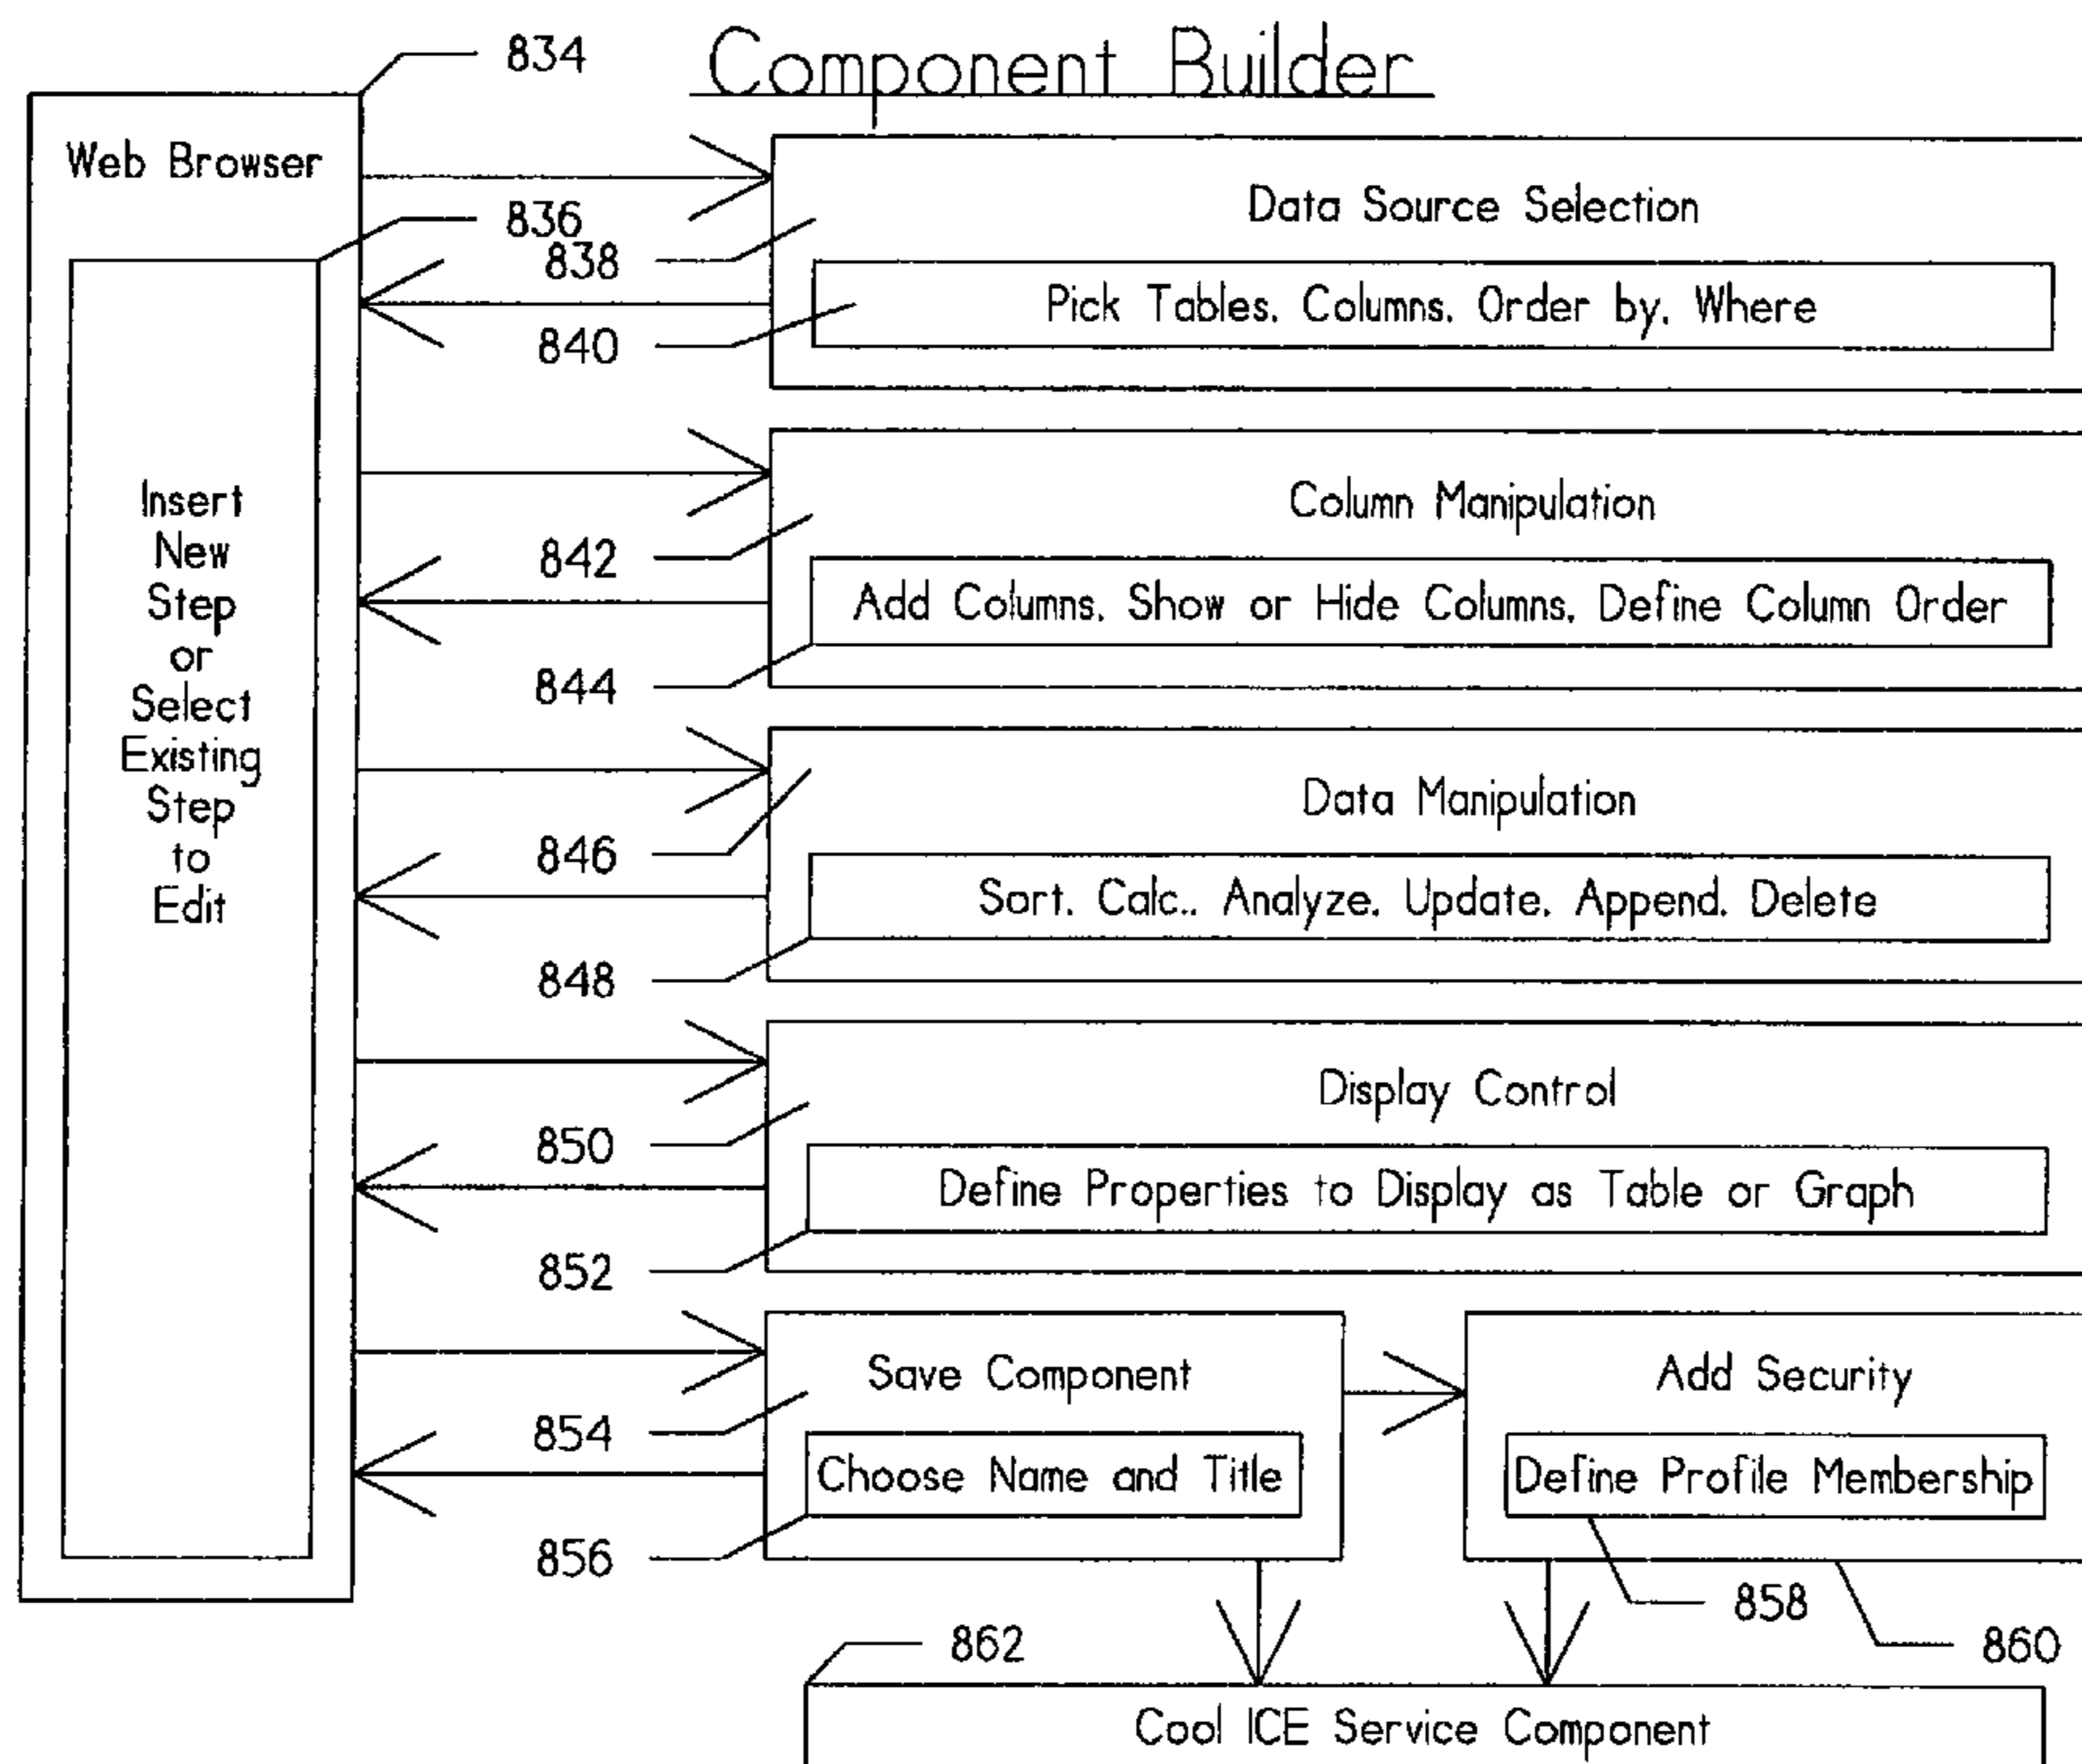 Component Builder
834
Web Browser
836
Insert
New
Step
or
Select
Existing
Step
to
Edit
Data Source Selection
838
Pick Tables. Columns. Order by. Where
840
Column Manipulation
842
Add Columns. Show or Hide Columns. Define Column Order
844
Data Manipulation
846
Sort. Calc.. Analyze. Update. Append. Delete
848
Display Control
850
Define Properties to Display as Table or Graph
852
Save Component
854
Choose Name and Title
856
Add Security
Define Profile Membership
858
860
862
Cool ICE Service Component